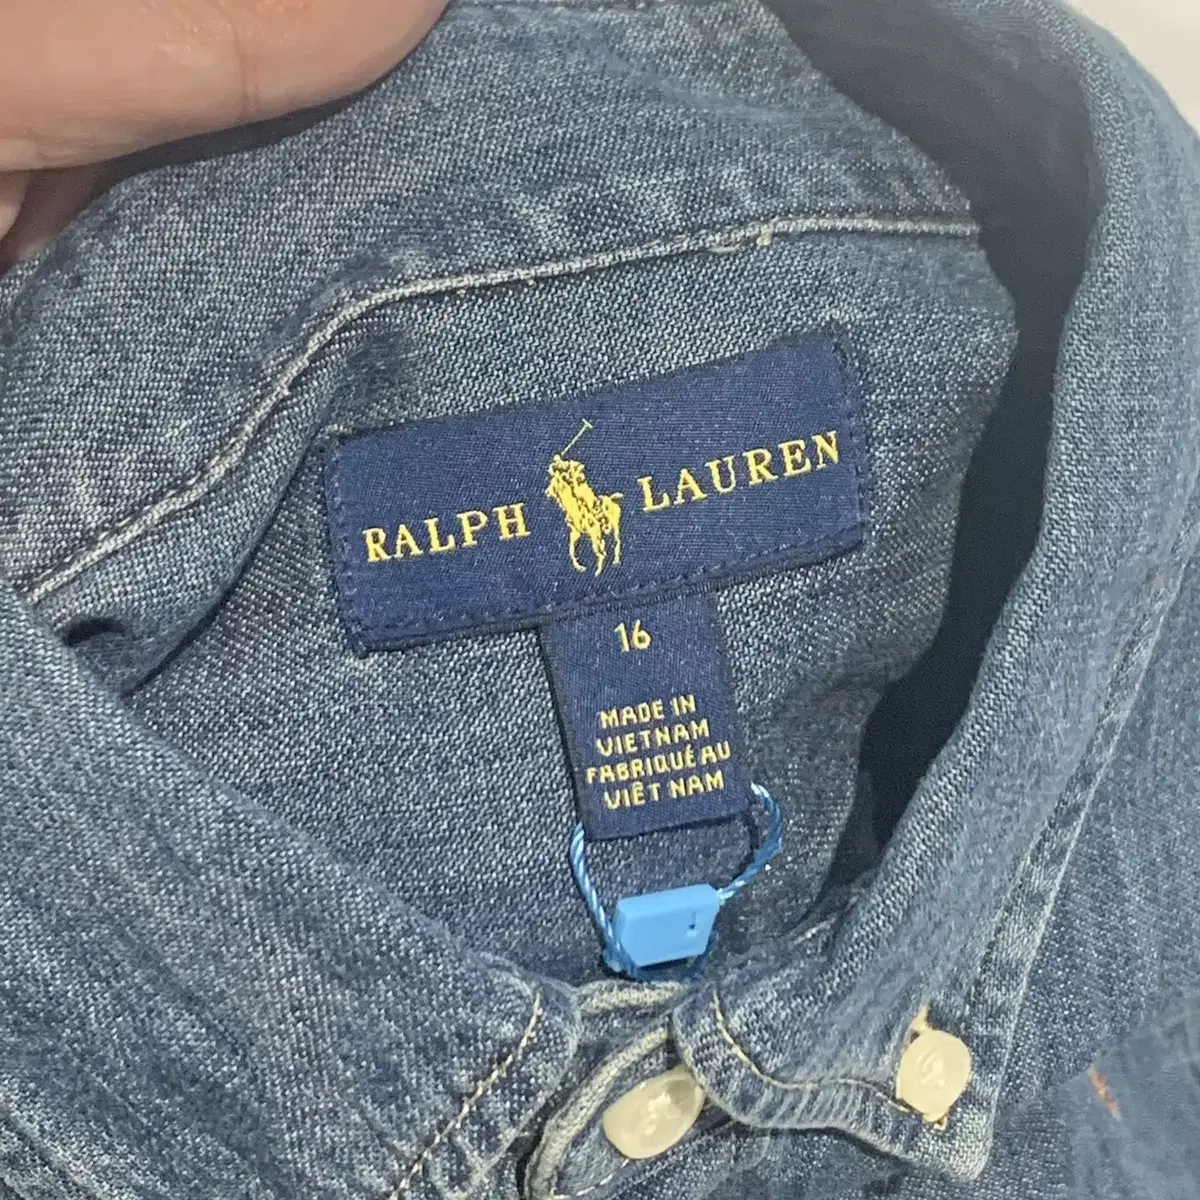 RALPH LAUREN
16
MADE IN
VIETNAM
FABRIQUÉ AU
VIÊT NAM